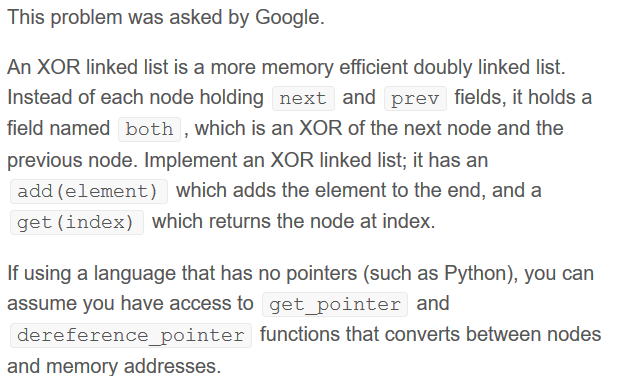 This problem was asked by Google.
An XOR linked list is a more memory efficient doubly linked list.
Instead of each node holding next and prev fields, it holds a
field named both , which is an XOR of the next node and the
previous node. Implement an XOR linked list; it has an
add(element) which adds the element to the end, and a
get(index) which returns the node at index.
If using a language that has no pointers (such as Python), you can
assume you have access to get_pointer and
dereference_pointer functions that converts between nodes
and memory addresses.